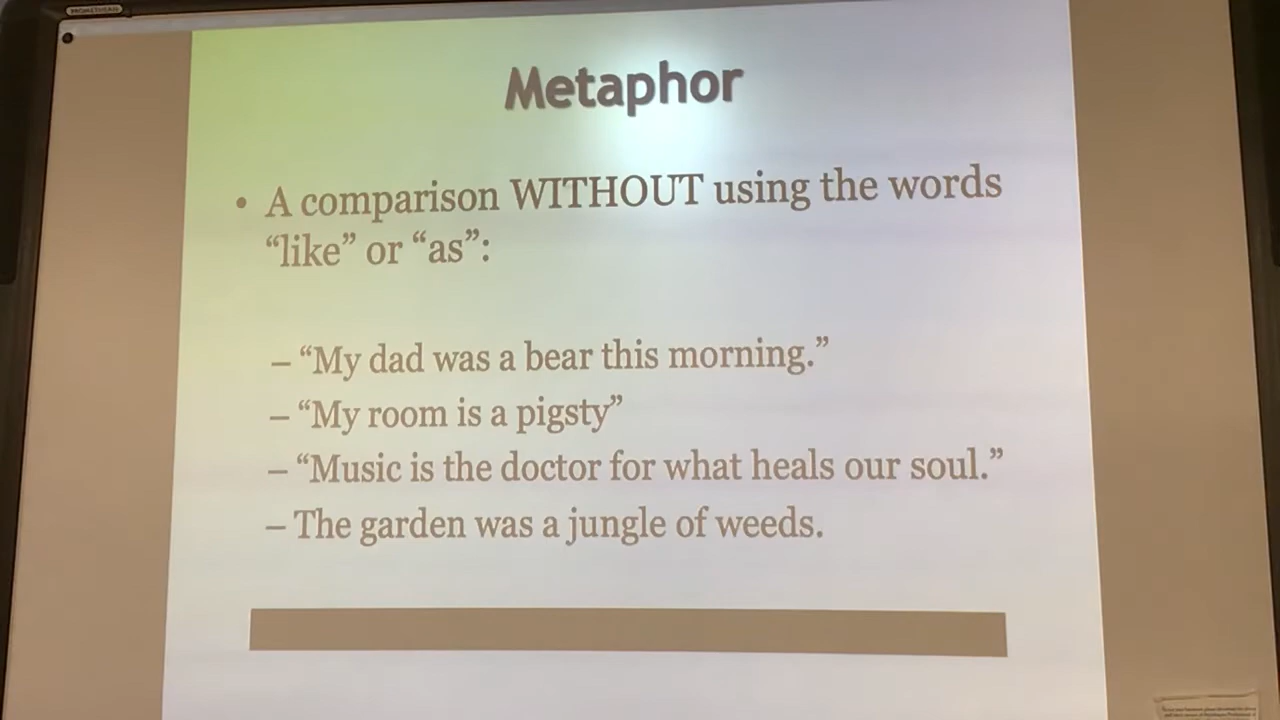 PROMETHEAN
Metaphor
• A comparison WITHOUT using the words
“like” or “as”:
– “My dad was a bear this morning.”
– “My room is a pigsty”
– “Music is the doctor for what heals our soul.”
– The garden was a jungle of weeds.